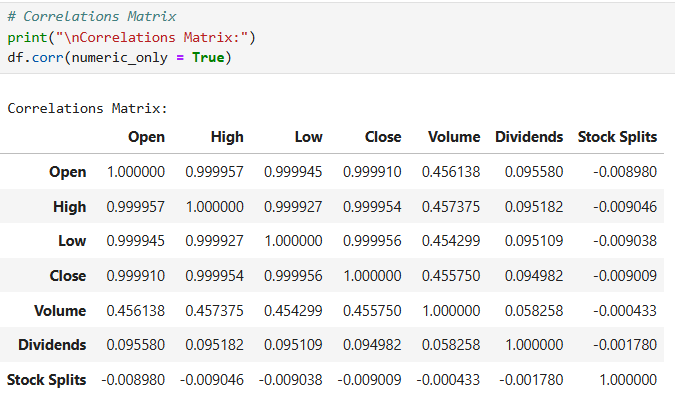 # Correlations Matrix
print("\nCorrelations Matrix:")
df.corr(numeric_only = True)
Correlations Matrix:
Open High Low Close Volume Dividends Stock Splits
Open 1.000000 0.999957 0.999945 0.999910 0.456138 0.095580 -0.008980
High 0.999957 1.000000 0.999927 0.999954 0.457375 0.095182 -0.009046
Low 0.999945 0.999927 1.000000 0.999956 0.454299 0.095109 -0.009038
Close 0.999910 0.999954 0.999956 1.000000 0.455750 0.094982 -0.009009
Volume 0.456138 0.457375 0.454299 0.455750 1.000000 0.058258 -0.000433
Dividends 0.095580 0.095182 0.095109 0.094982 0.058258 1.000000 -0.001780
Stock Splits -0.008980 -0.009046 -0.009038 -0.009009 -0.000433 -0.001780 1.000000